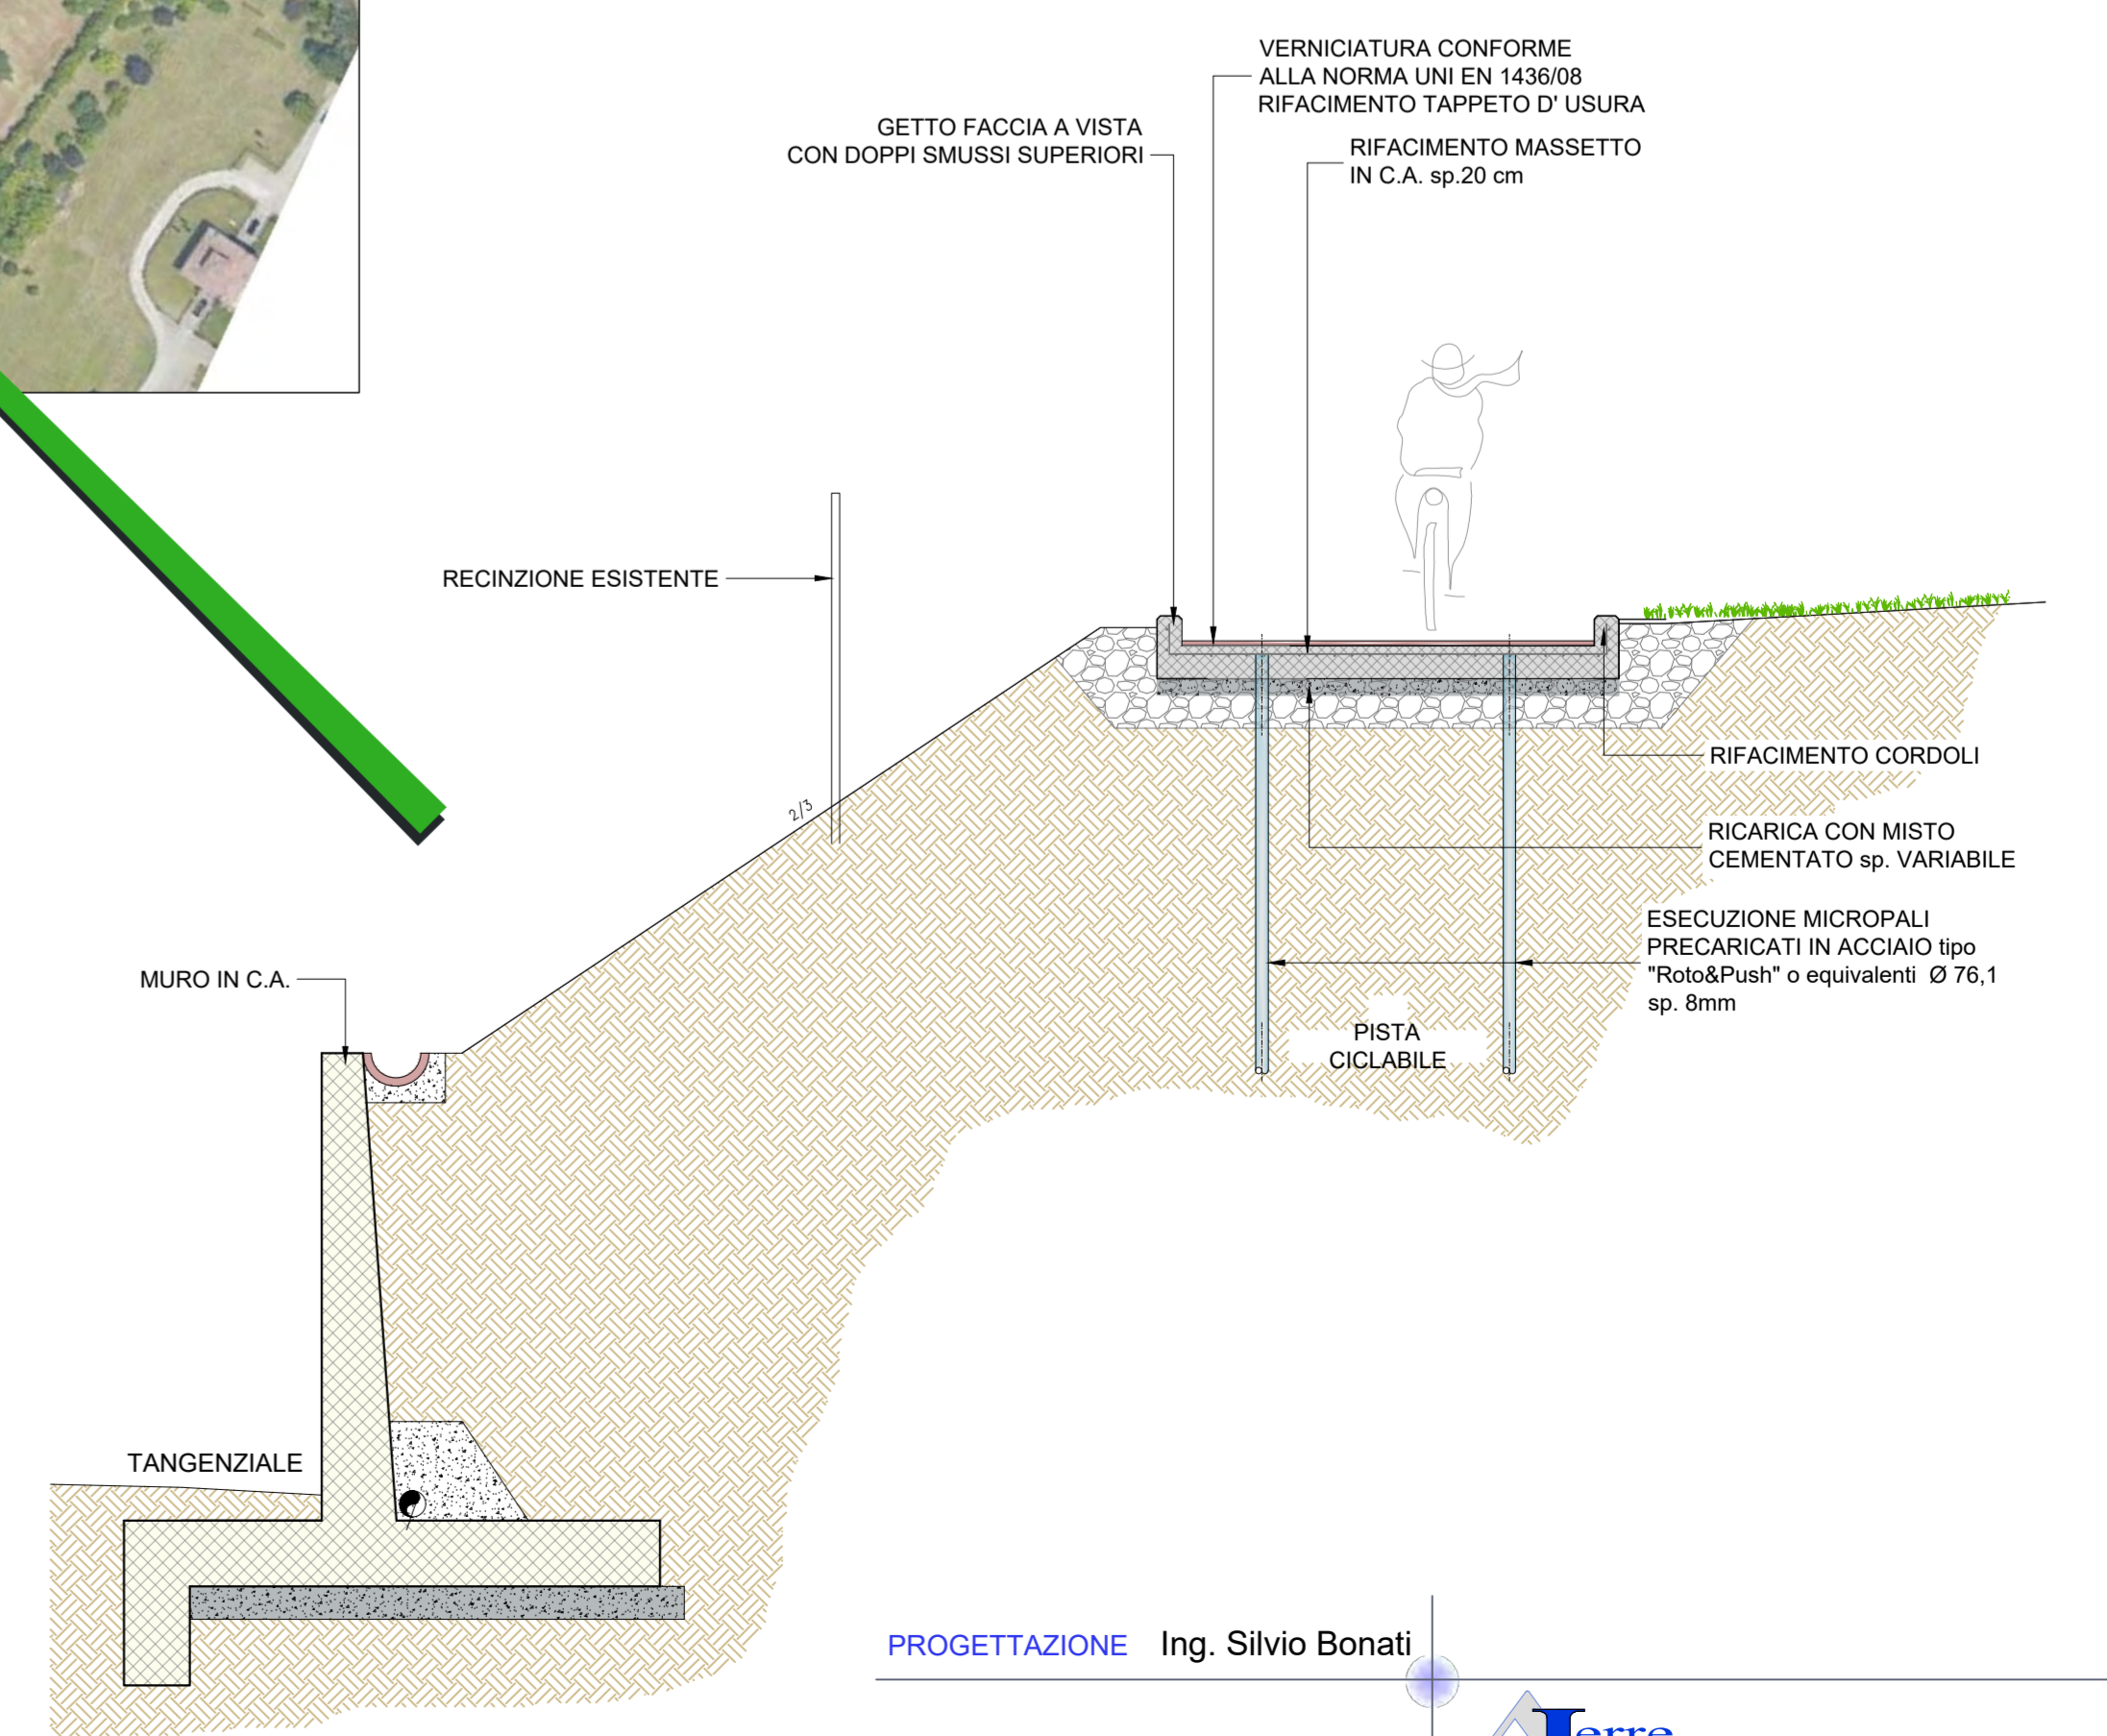 VERNICIATURA CONFORME
ALLA NORMA UNI EN 1436/08
RIFACIMENTO TAPPETO D' USURA
GETTO FACCIA A VISTA
CON DOPPI SMUSSI SUPERIORI
RIFACIMENTO MASSETTO
IN C.A. sp.20 cm
RECINZIONE ESISTENTE
2/3
RIFACIMENTO CORDOLI
RICARICA CON MISTO
CEMENTATO sp. VARIABILE
ESECUZIONE MICROPALI
PRECARICATI IN ACCIAIO tipo
"Roto&Push" o equivalenti Ø 76,1
sp. 8mm
MURO IN C.A.
PISTA
CICLABILE
TANGENZIALE
PROGETTAZIONE Ing. Silvio Bonati